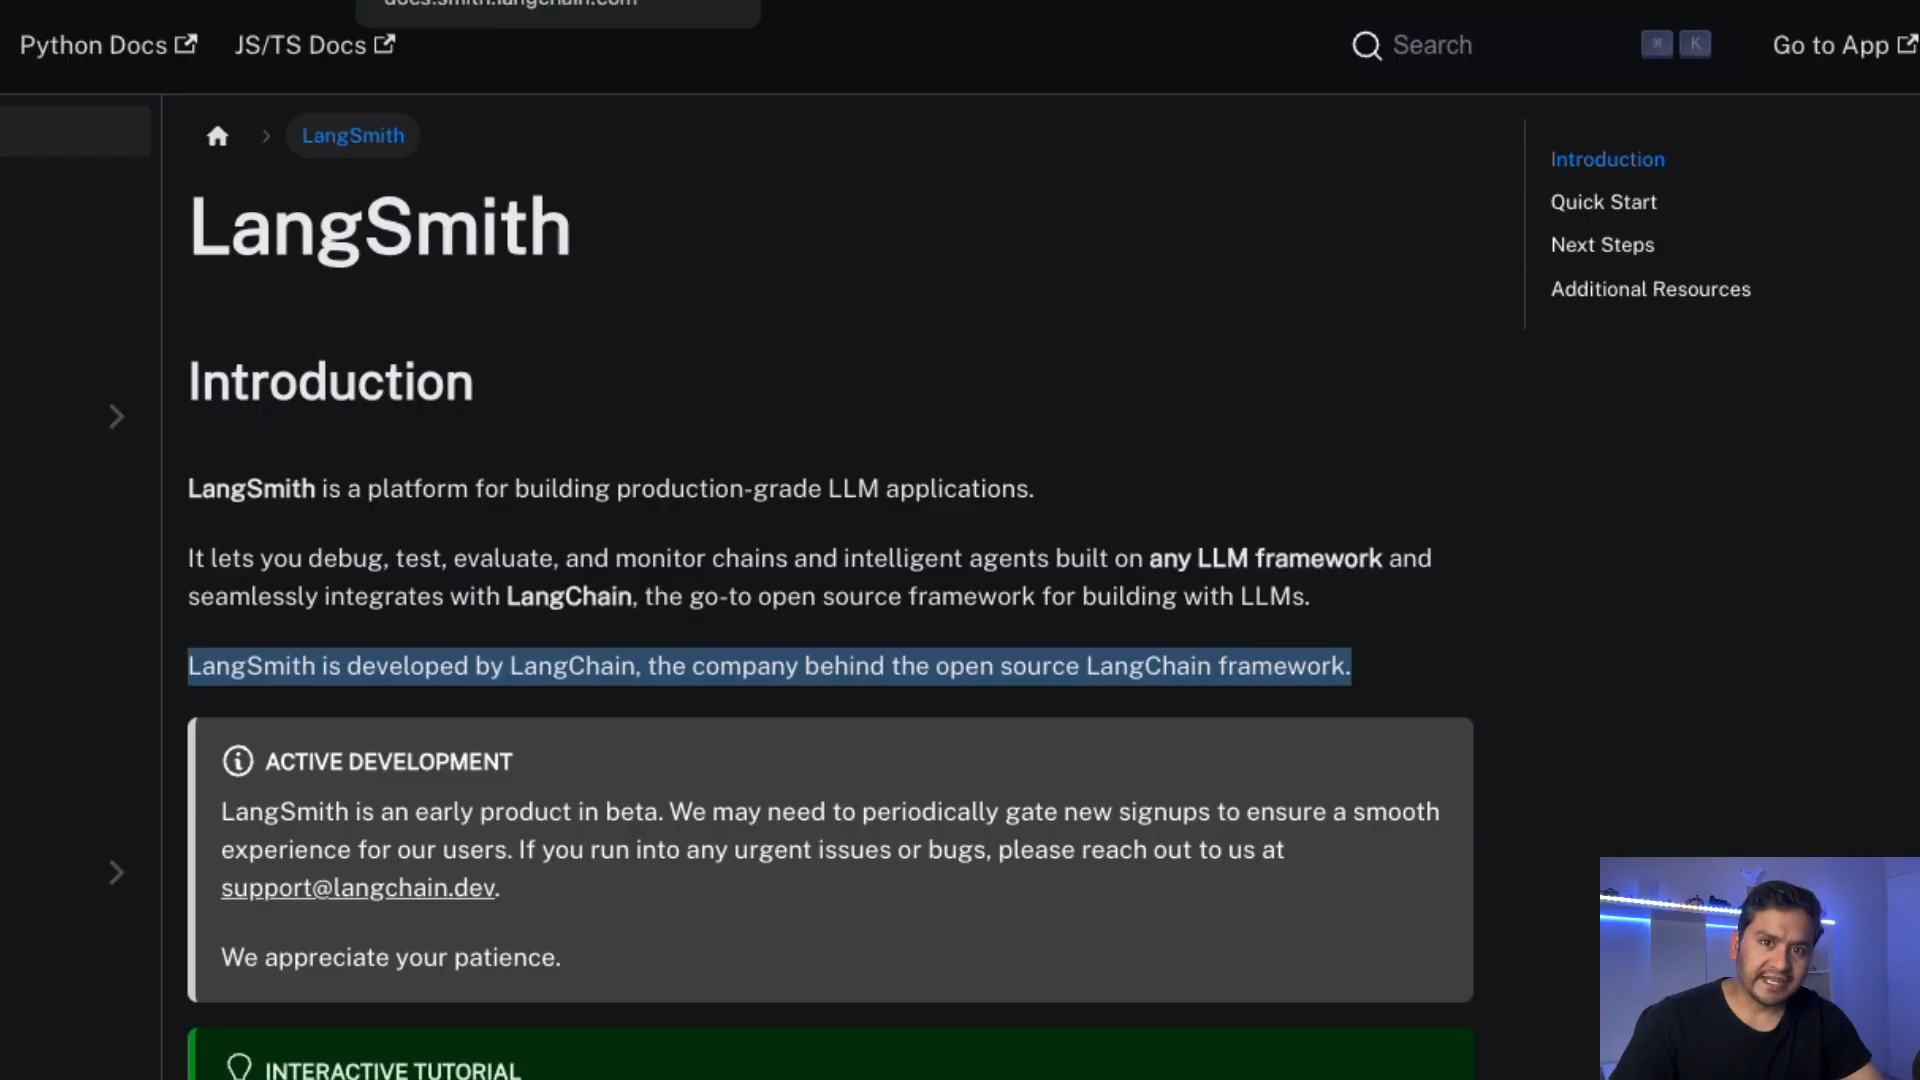 docs.smith.langchain.com
Python Docs JS/TS Docs Search ⌘ K Go to App
LangSmith
LangSmith
Introduction
Quick Start
Next Steps
Additional Resources
Introduction
LangSmith is a platform for building production-grade LLM applications.
It lets you debug, test, evaluate, and monitor chains and intelligent agents built on any LLM framework and
seamlessly integrates with LangChain, the go-to open source framework for building with LLMs.
LangSmith is developed by LangChain, the company behind the open source LangChain framework.
ACTIVE DEVELOPMENT
LangSmith is an early product in beta. We may need to periodically gate new signups to ensure a smooth
experience for our users. If you run into any urgent issues or bugs, please reach out to us at
support@langchain.dev.
We appreciate your patience.
INTERACTIVE TUTORIAL